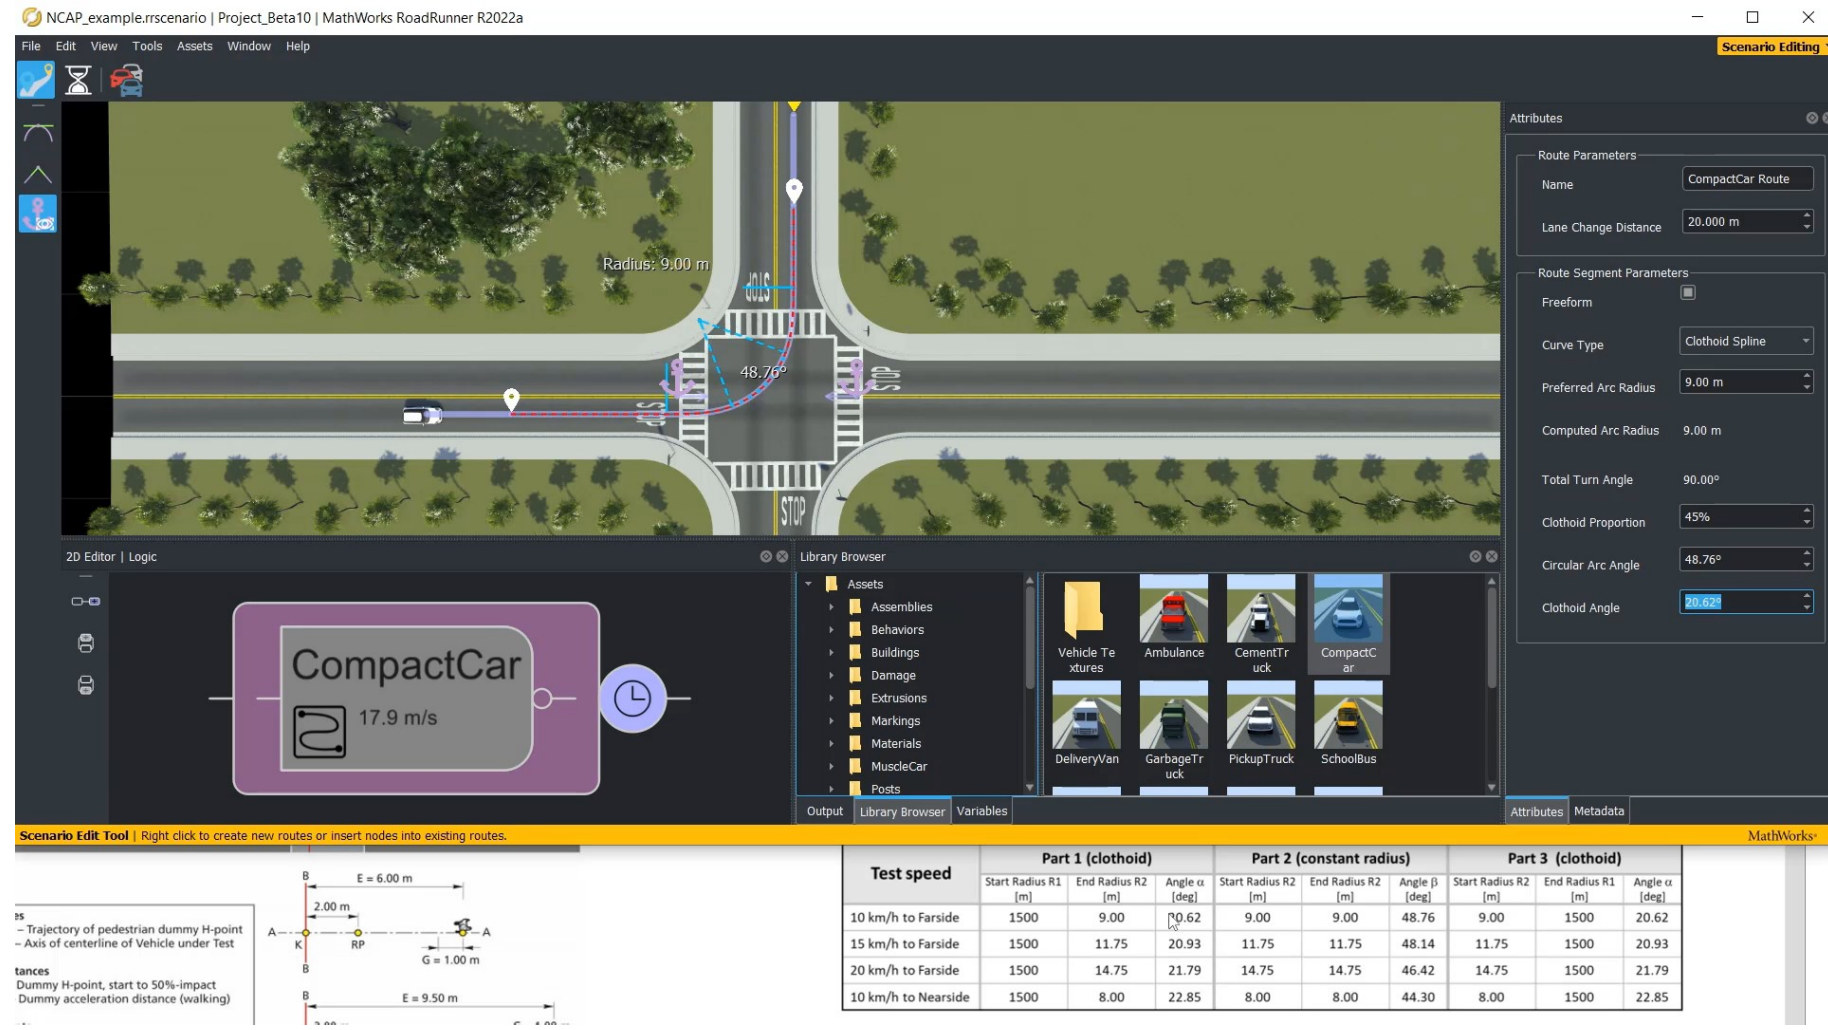 NCAP_example.rrscenario | Project_Beta10 | MathWorks RoadRunner R2022a
File Edit View Tools Assets Window Help
Scenario Editing
Radius: 9.00 m
STOP
48.76°
STOP
STOP
STOP
Attributes
Route Parameters
Name CompactCar Route
Lane Change Distance 20.000 m
Route Segment Parameters
Freeform
Curve Type Clothoid Spline
Preferred Arc Radius 9.00 m
Computed Arc Radius 9.00 m
Total Turn Angle 90.00°
Clothoid Proportion 45%
Circular Arc Angle 48.76°
Clothoid Angle 20.62°
Attributes Metadata
2D Editor | Logic
CompactCar
17.9 m/s
Library Browser
Assets
Assemblies
Behaviors
Buildings
Damage
Extrusions
Markings
Materials
MuscleCar
Posts
Vehicle Te
xtures
Ambulance
CementTr
uck
CompactC
ar
DeliveryVan
GarbageTr
uck
PickupTruck
SchoolBus
Output Library Browser Variables
Scenario Edit Tool | Right click to create new routes or insert nodes into existing routes.
MathWorks
– Trajectory of pedestrian dummy H-point
– Axis of centerline of Vehicle under Test
tances
Dummy H-point, start to 50%-impact
Dummy acceleration distance (walking)
B
E = 6.00 m
2.00 m
A A
K RP
G = 1.00 m
B
B
E = 9.50 m
Test speed Part 1 (clothoid) Part 2 (constant radius) Part 3 (clothoid)
Start Radius R1 [m] End Radius R2 [m] Angle α [deg] Start Radius R2 [m] End Radius R2 [m] Angle β [deg] Start Radius R2 [m] End Radius R1 [m] Angle α [deg]
10 km/h to Farside 1500 9.00 20.62 9.00 9.00 48.76 9.00 1500 20.62
15 km/h to Farside 1500 11.75 20.93 11.75 11.75 48.14 11.75 1500 20.93
20 km/h to Farside 1500 14.75 21.79 14.75 14.75 46.42 14.75 1500 21.79
10 km/h to Nearside 1500 8.00 22.85 8.00 8.00 44.30 8.00 1500 22.85